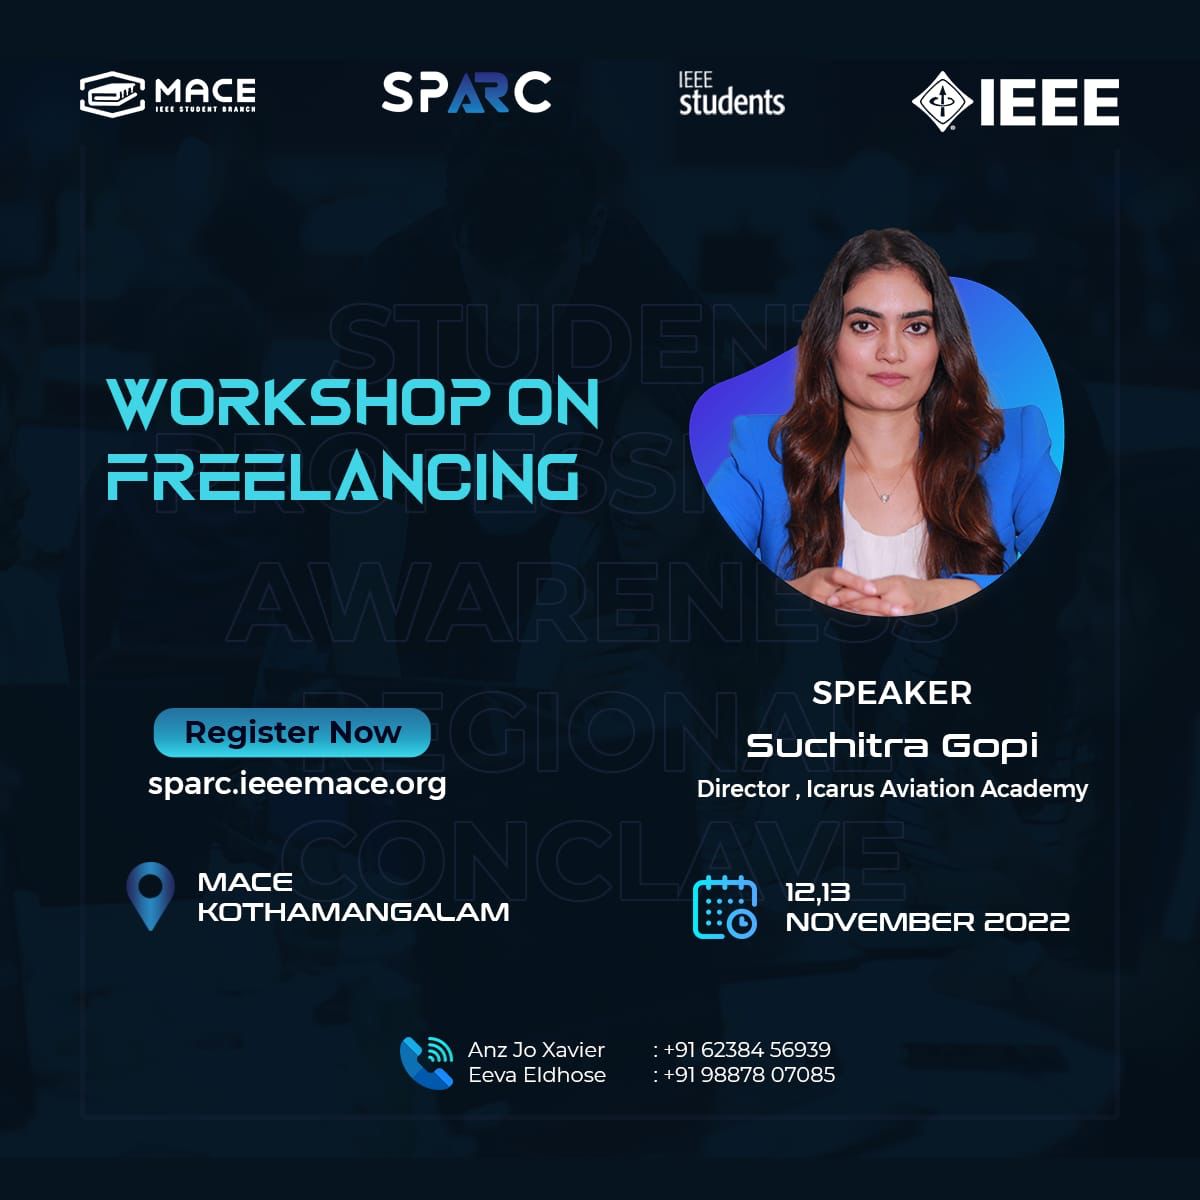 MACE
IEEE STUDENT BRANCH
SPARC
IEEE
students
IEEE
STUDENT
PROFESSIONAL
AWARENESS
REGIONAL
CONCLAVE
WORKSHOP ON
FREELANCING
SPEAKER
Suchitra Gopi
Director , Icarus Aviation Academy
Register Now
sparc.ieeemace.org
MACE
KOTHAMANGALAM
12,13
NOVEMBER 2022
Anz Jo Xavier : +91 62384 56939
Eeva Eldhose : +91 98878 07085